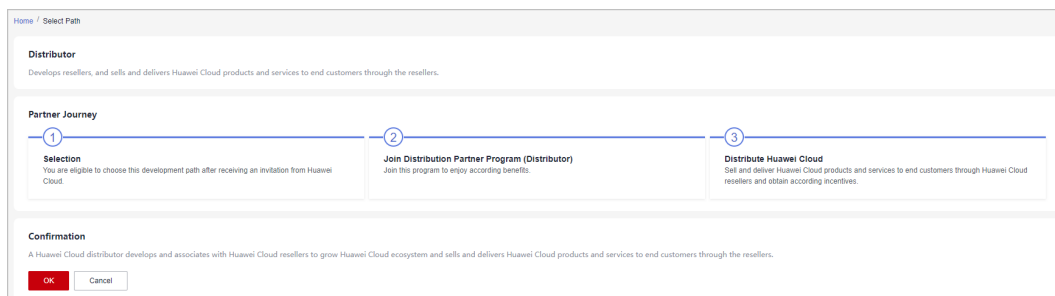 Home / Select Path
Distributor
Develops resellers, and sells and delivers Huawei Cloud products and services to end customers through the resellers.
Partner Journey
1
Selection
You are eligible to choose this development path after receiving an invitation from Huawei
Cloud.
2
Join Distribution Partner Program (Distributor)
Join this program to enjoy according benefits.
3
Distribute Huawei Cloud
Sell and deliver Huawei Cloud products and services to end customers through Huawei Cloud
resellers and obtain according incentives.
Confirmation
A Huawei Cloud distributor develops and associates with Huawei Cloud resellers to grow Huawei Cloud ecosystem and sells and delivers Huawei Cloud products and services to end customers through the resellers.
OK Cancel